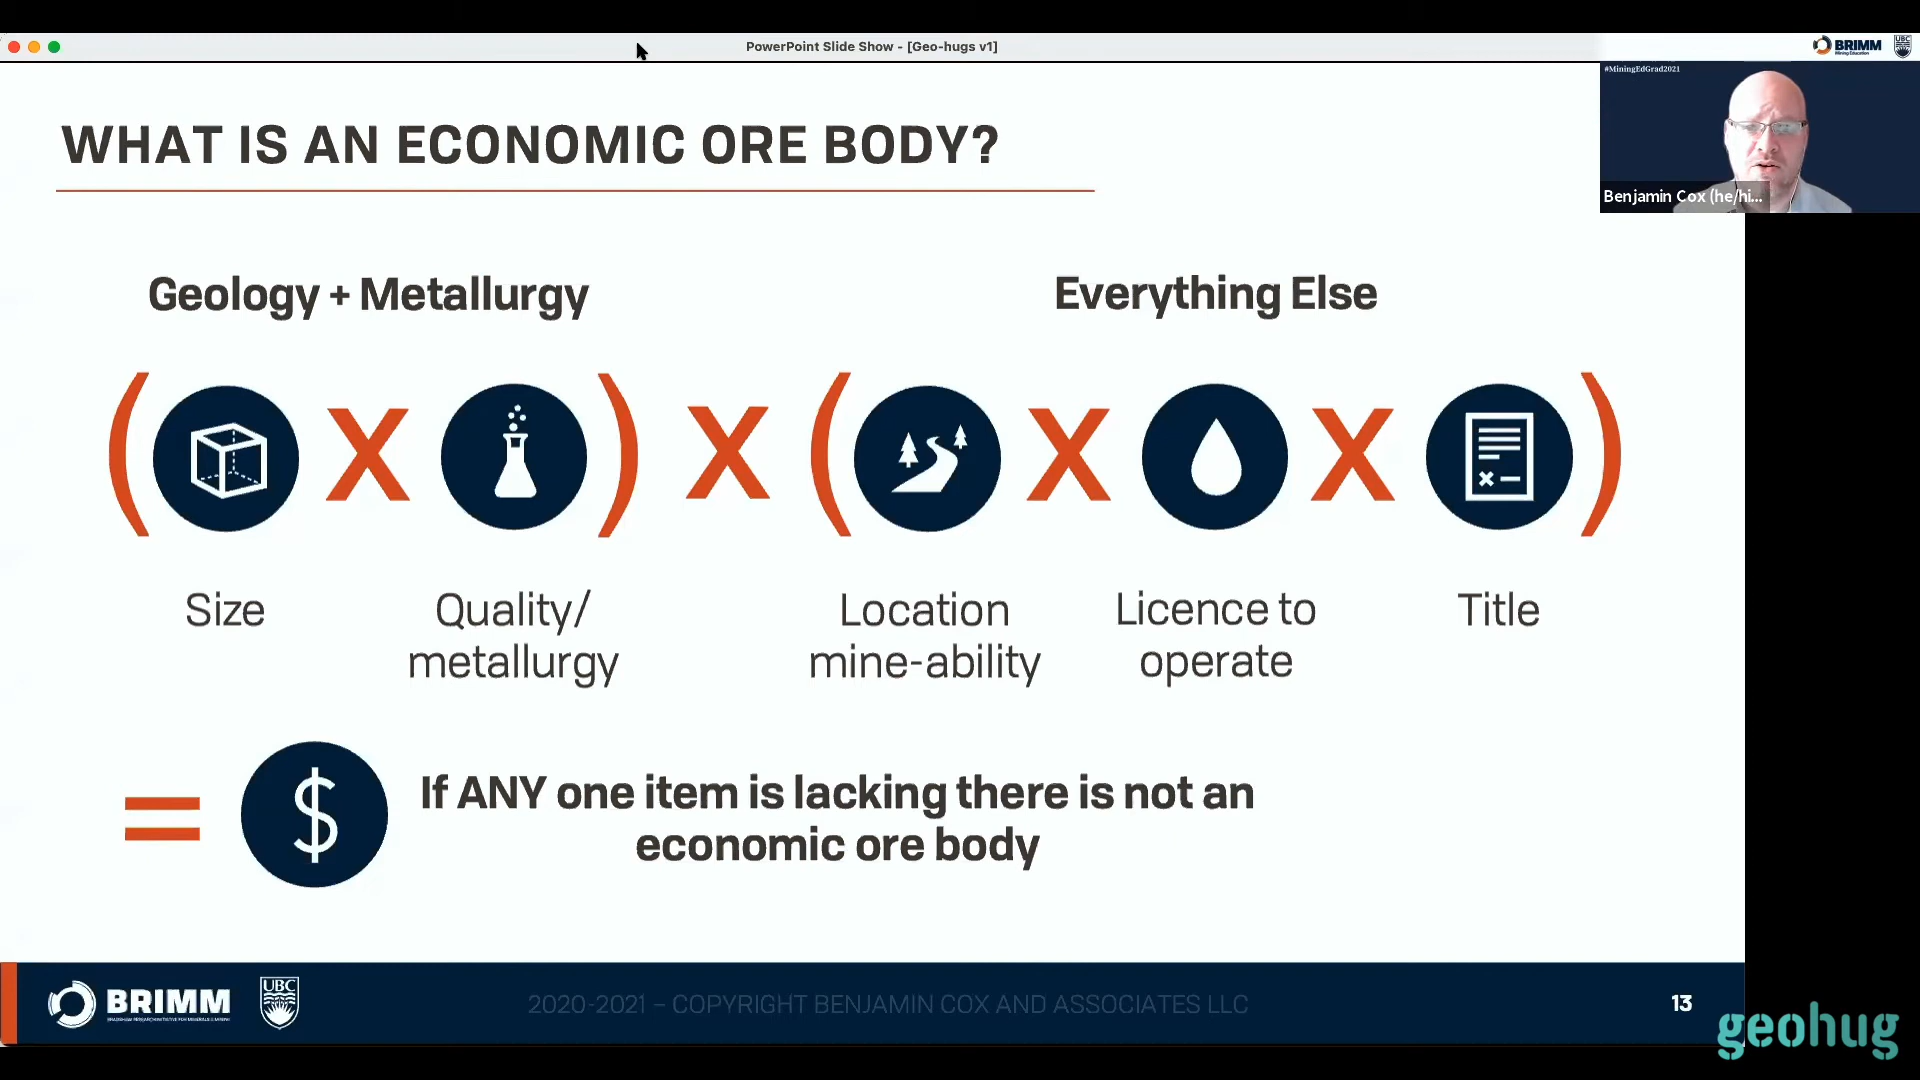 PowerPoint Slide Show - [Geo-hugs v1]
BRIMM
Mining Education
UBC
#MiningEdGrad2021
Benjamin Cox (he/hi...
WHAT IS AN ECONOMIC ORE BODY?
Geology + Metallurgy
Everything Else
( X ) X ( X X )
Size
Quality/
metallurgy
Location
mine-ability
Licence to
operate
Title
= $
If ANY one item is lacking there is not an
economic ore body
BRIMM
UBC
2020-2021 – COPYRIGHT BENJAMIN COX AND ASSOCIATES LLC
13
geohug